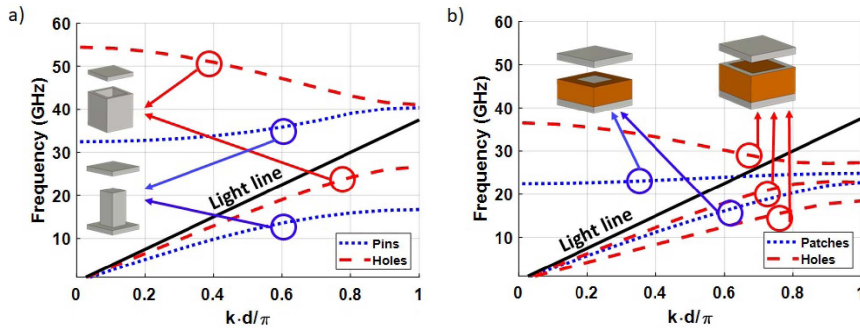 a)
Frequency (GHz)
60
50
40
30
20
10
Light line
Pins
Holes
0
0.2
0.4
0.6
0.8
1
k·d/π
b)
Frequency (GHz)
60
50
40
30
20
10
Light line
Patches
Holes
0
0.2
0.4
0.6
0.8
1
k·d/π